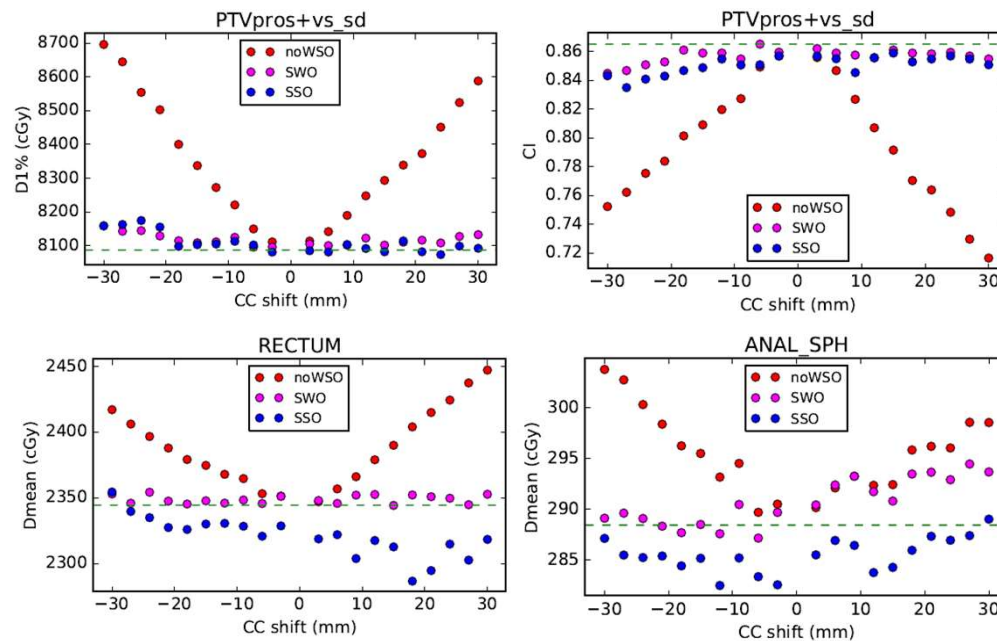 PTVpros+vs_sd
D1% (cGy)
8700
8600
8500
8400
8300
8200
8100
noWSO
SWO
SSO
−30 −20 −10 0 10 20 30
CC shift (mm)
PTVpros+vs_sd
CI
0.86
0.84
0.82
0.80
0.78
0.76
0.74
0.72
noWSO
SWO
SSO
−30 −20 −10 0 10 20 30
CC shift (mm)
RECTUM
Dmean (cGy)
2450
2400
2350
2300
noWSO
SWO
SSO
−30 −20 −10 0 10 20 30
CC shift (mm)
ANAL_SPH
Dmean (cGy)
300
295
290
285
noWSO
SWO
SSO
−30 −20 −10 0 10 20 30
CC shift (mm)